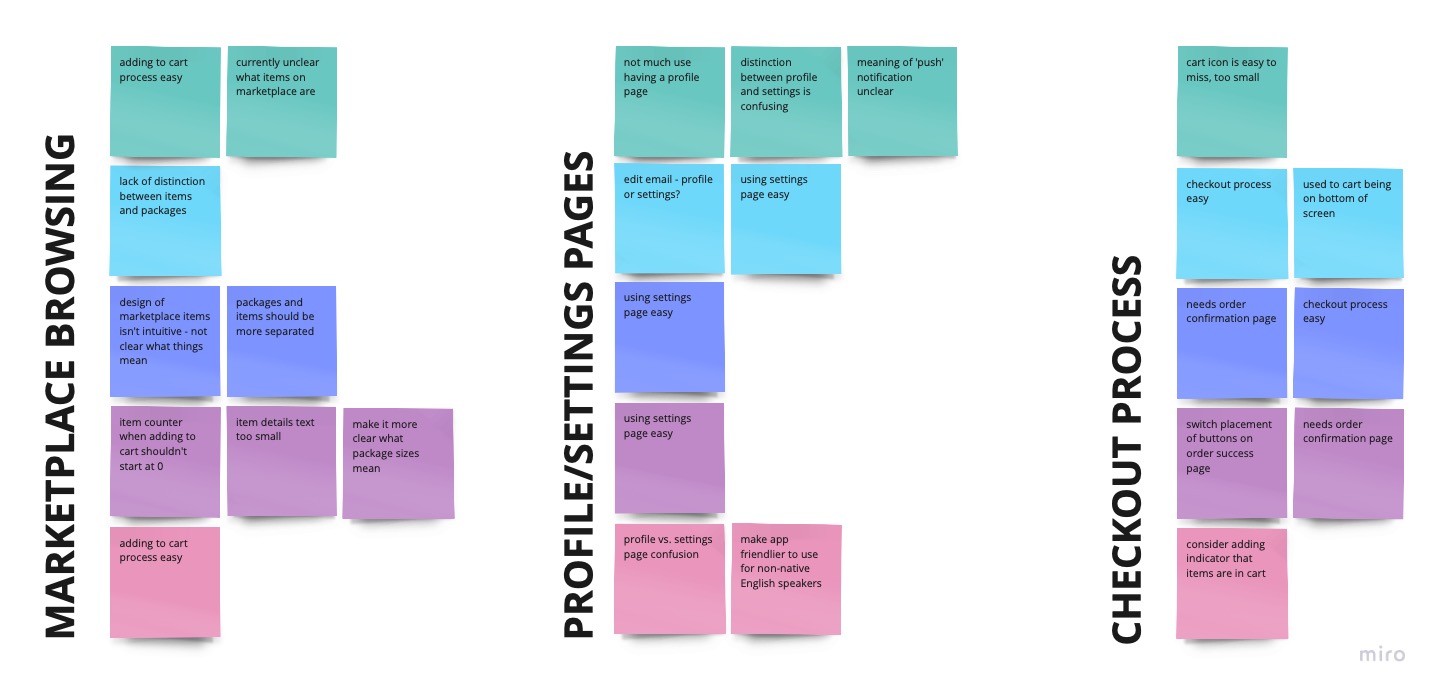 MARKETPLACE BROWSING
adding to cart
process easy
currently unclear
what items on
marketplace are
lack of distinction
between items
and packages
design of
marketplace items
isn't intuitive - not
clear what things
mean
packages and
items should be
more separated
item counter
when adding to
cart shouldn't
start at 0
item details text
too small
make it more
clear what
package sizes
mean
adding to cart
process easy
PROFILE/SETTINGS PAGES
not much use
having a profile
page
distinction
between profile
and settings is
confusing
meaning of 'push'
notification
unclear
edit email - profile
or settings?
using settings
page easy
using settings
page easy
using settings
page easy
profile vs. settings
page confusion
make app
friendlier to use
for non-native
English speakers
CHECKOUT PROCESS
cart icon is easy to
miss, too small
checkout process
easy
used to cart being
on bottom of
screen
needs order
confirmation page
checkout process
easy
switch placement
of buttons on
order success
page
needs order
confirmation page
consider adding
indicator that
items are in cart
miro